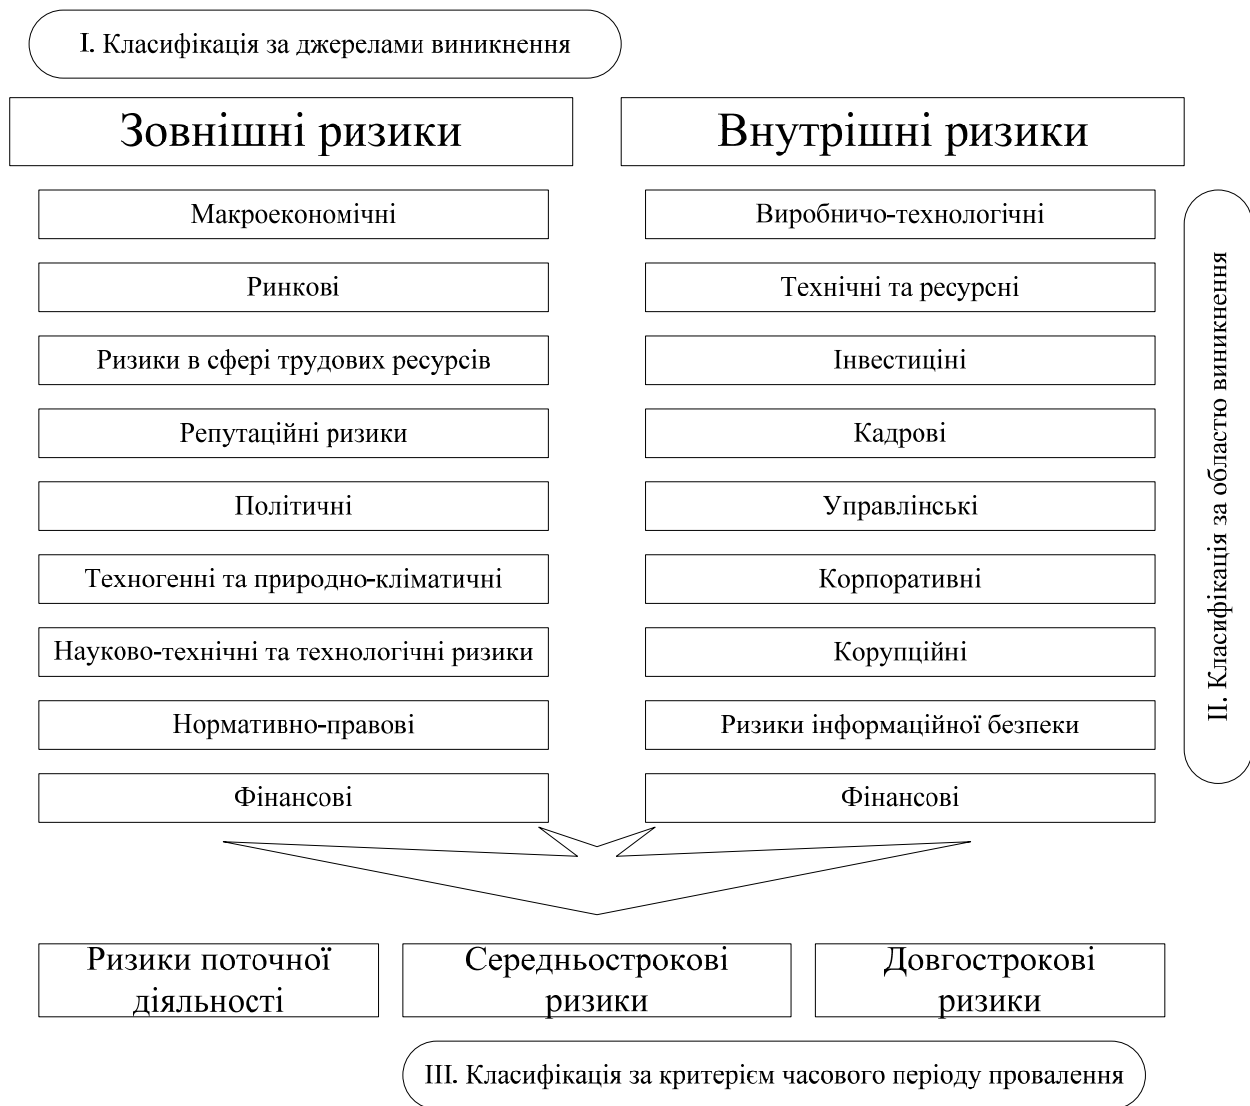 I. Класифікація за джерелами виникнення
Зовнішні ризики
Внутрішні ризики
Макроекономічні
Виробничо-технологічні
Ринкові
Технічні та ресурсні
Ризики в сфері трудових ресурсів
Інвестиціні
Репутаційні ризики
Кадрові
Політичні
Управлінські
Техногенні та природно-кліматичні
Корпоративні
Науково-технічні та технологічні ризики
Корупційні
Нормативно-правові
Ризики інформаційної безпеки
Фінансові
Фінансові
II. Класифікація за областю виникнення
Ризики поточної
діяльності
Середньострокові
ризики
Довгострокові
ризики
III. Класифікація за критерієм часового періоду провалення